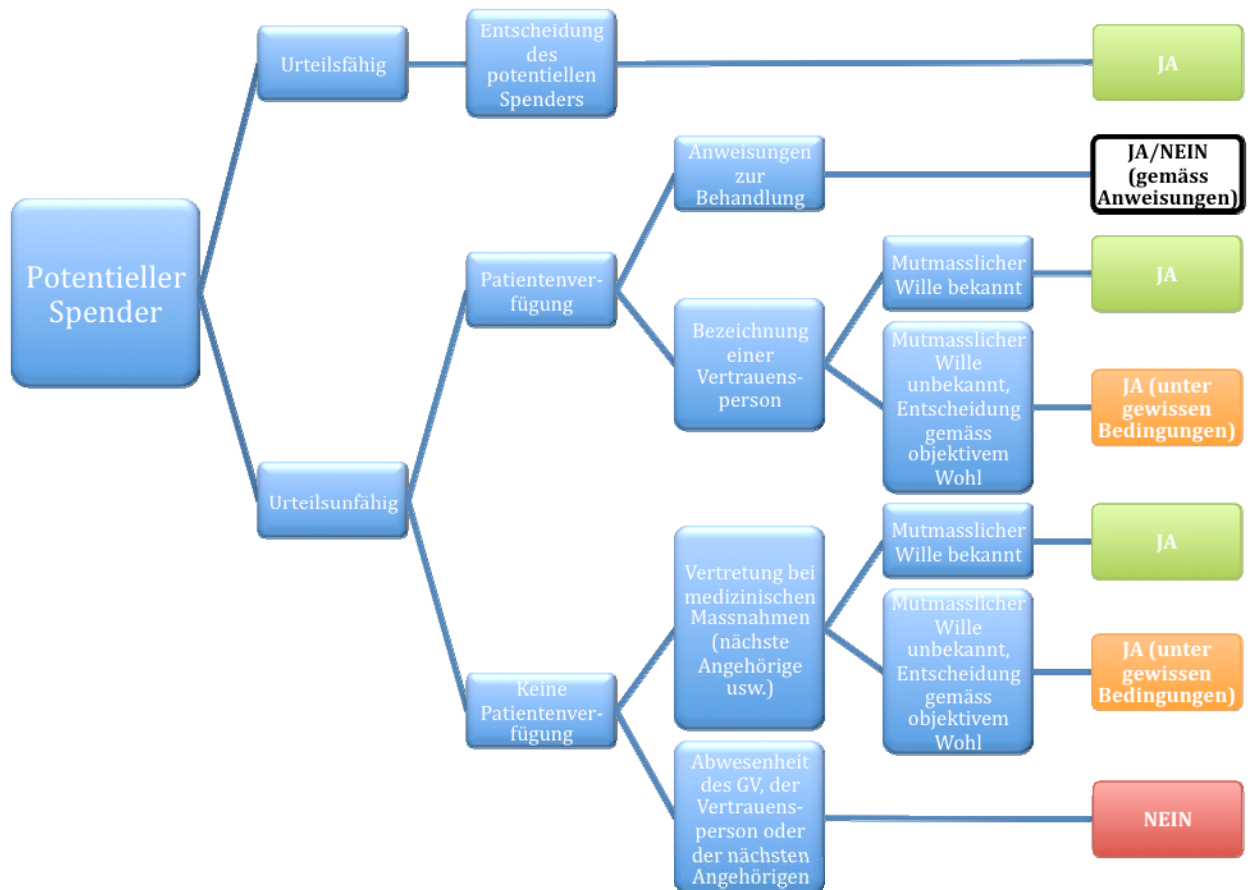 Potentieller
Spender
Urteilsfähig
Entscheidung
des
potentiellen
Spenders
JA
Urteilsunfähig
Patientenver-
fügung
Anweisungen
zur
Behandlung
JA/NEIN
(gemäss
Anweisungen)
Bezeichnung
einer
Vertrauens-
person
Mutmasslicher
Wille bekannt
JA
Mutmasslicher
Wille
unbekannt,
Entscheidung
gemäss
objektivem
Wohl
JA (unter
gewissen
Bedingungen)
Keine
Patientenver-
fügung
Vertretung bei
medizinischen
Massnahmen
(nächste
Angehörige
usw.)
Mutmasslicher
Wille bekannt
JA
Mutmasslicher
Wille
unbekannt,
Entscheidung
gemäss
objektivem
Wohl
JA (unter
gewissen
Bedingungen)
Abwesenheit
des GV, der
Vertrauens-
person oder
der nächsten
Angehörigen
NEIN